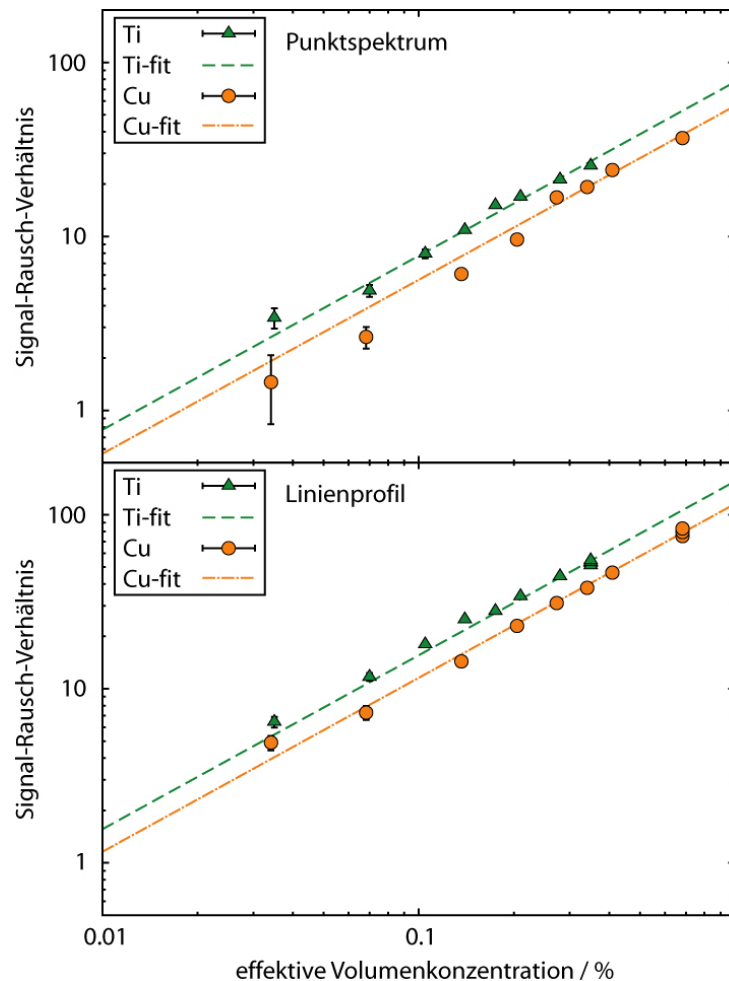 Ti
Ti-fit
Cu
Cu-fit
Punktspektrum
100
10
1
Signal-Rausch-Verhältnis
Ti
Ti-fit
Cu
Cu-fit
Linienprofil
100
10
1
Signal-Rausch-Verhältnis
0.01
0.1
effektive Volumenkonzentration / %